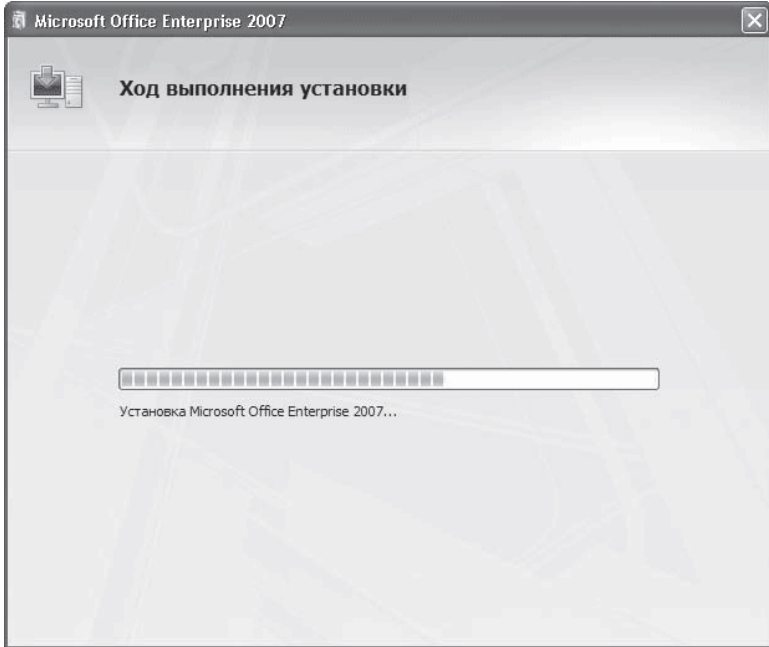 Microsoft Office Enterprise 2007
Ход выполнения установки
Установка Microsoft Office Enterprise 2007...